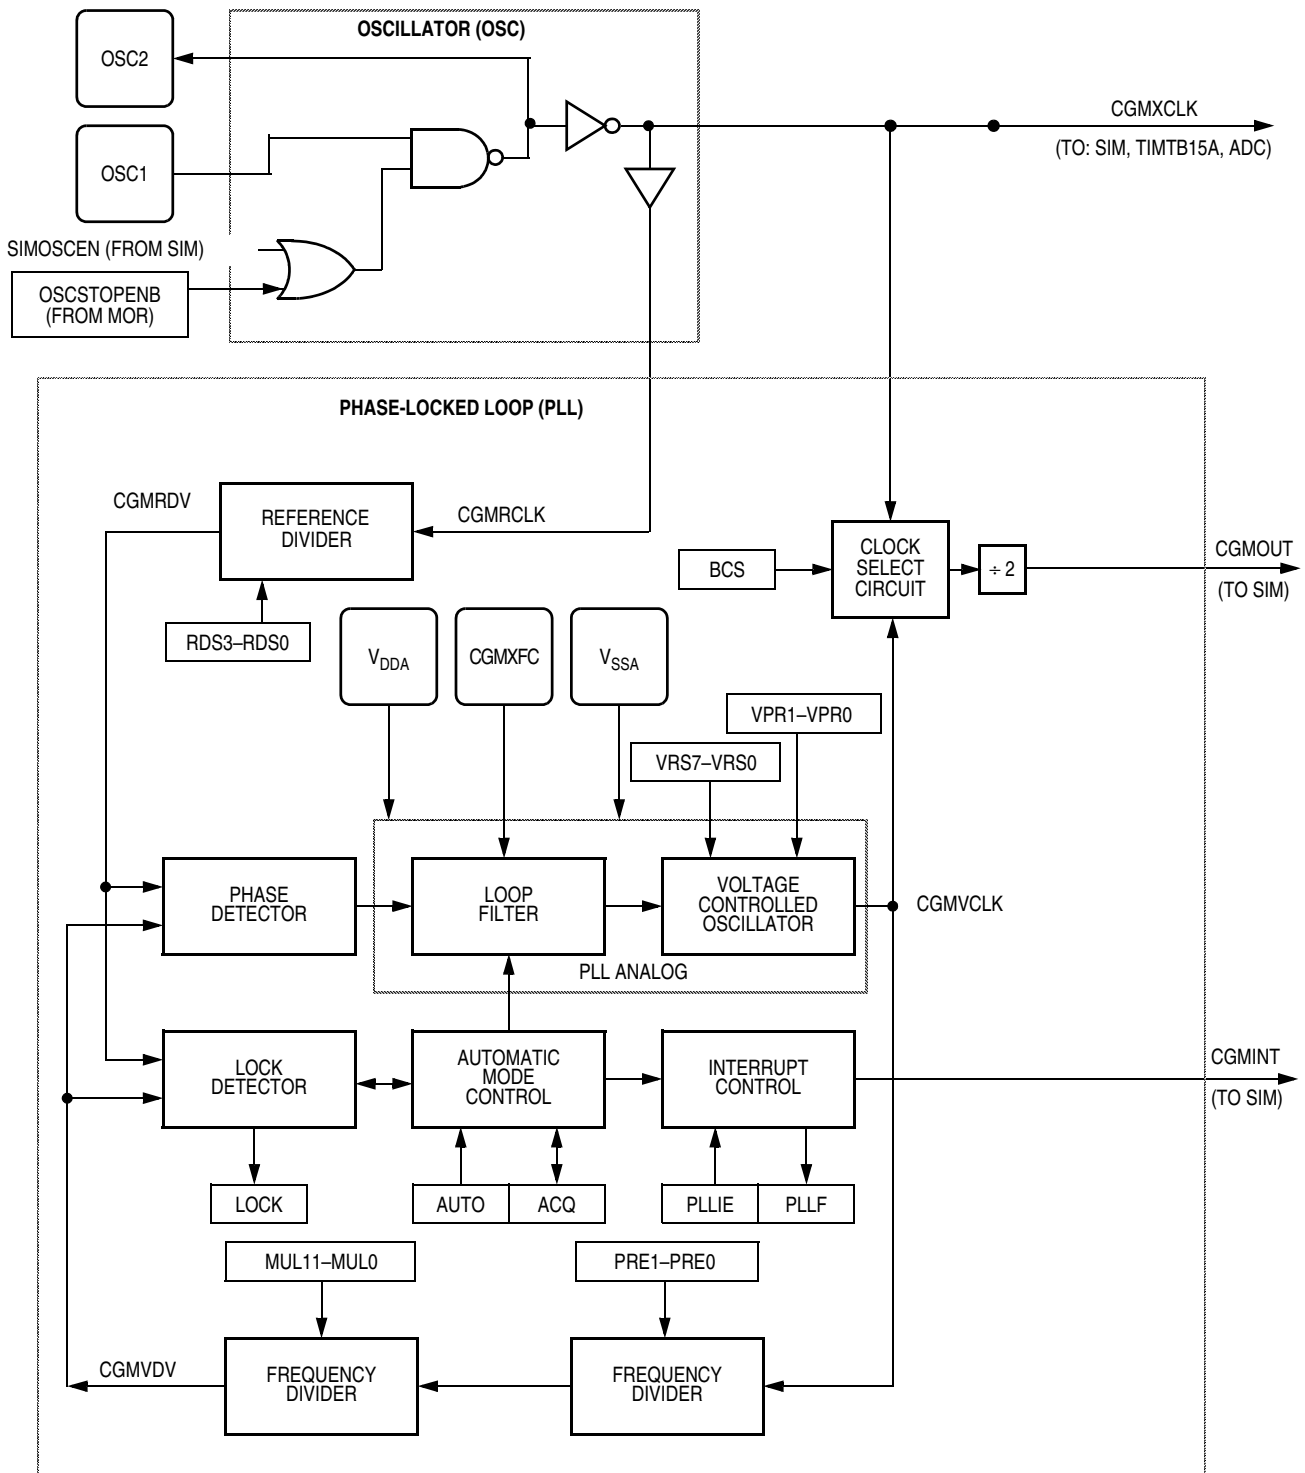 OSCILLATOR (OSC)
OSC2
CGMXCLK
(TO: SIM, TIMTB15A, ADC)
OSC1
SIMOSCEN (FROM SIM)
OSCSTOPENB
(FROM MOR)
PHASE-LOCKED LOOP (PLL)
CGMRDV
REFERENCE
DIVIDER
CGMRCLK
BCS
CLOCK
SELECT
CIRCUIT
÷ 2
CGMOUT
(TO SIM)
RDS3–RDS0
VDDA
CGMXFC
VSSA
VPR1–VPR0
VRS7–VRS0
PHASE
DETECTOR
LOOP
FILTER
VOLTAGE
CONTROLLED
OSCILLATOR
CGMVCLK
PLL ANALOG
LOCK
DETECTOR
AUTOMATIC
MODE
CONTROL
INTERRUPT
CONTROL
CGMINT
(TO SIM)
LOCK
AUTO
ACQ
PLLIE
PLLF
MUL11–MUL0
PRE1–PRE0
CGMVDV
FREQUENCY
DIVIDER
FREQUENCY
DIVIDER